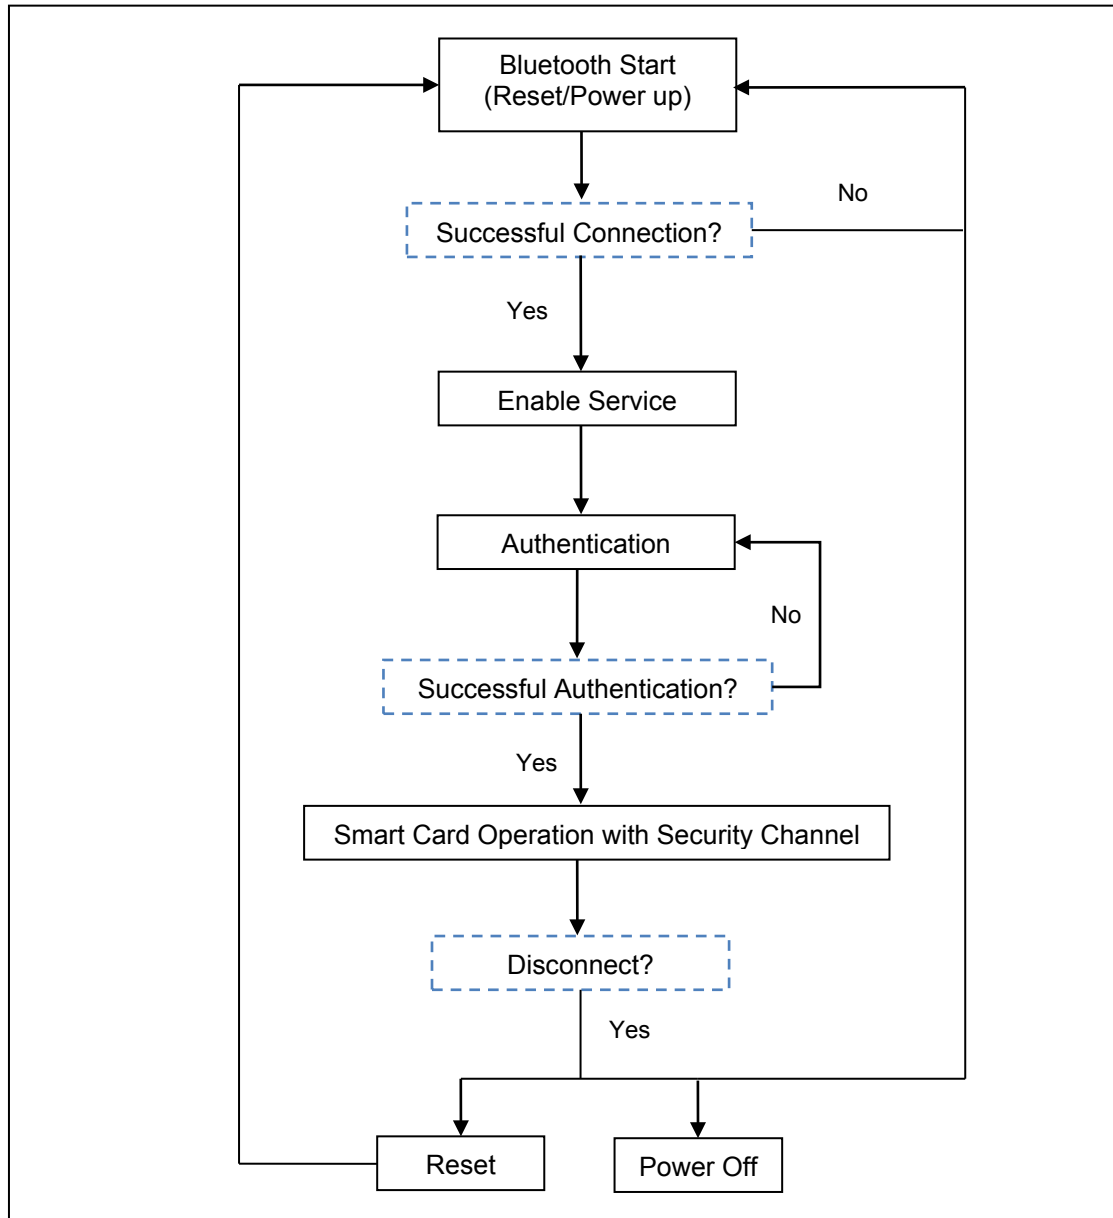 Bluetooth Start
(Reset/Power up)
No
Successful Connection?
Yes
Enable Service
Authentication
No
Successful Authentication?
Yes
Smart Card Operation with Security Channel
Disconnect?
Yes
Reset
Power Off